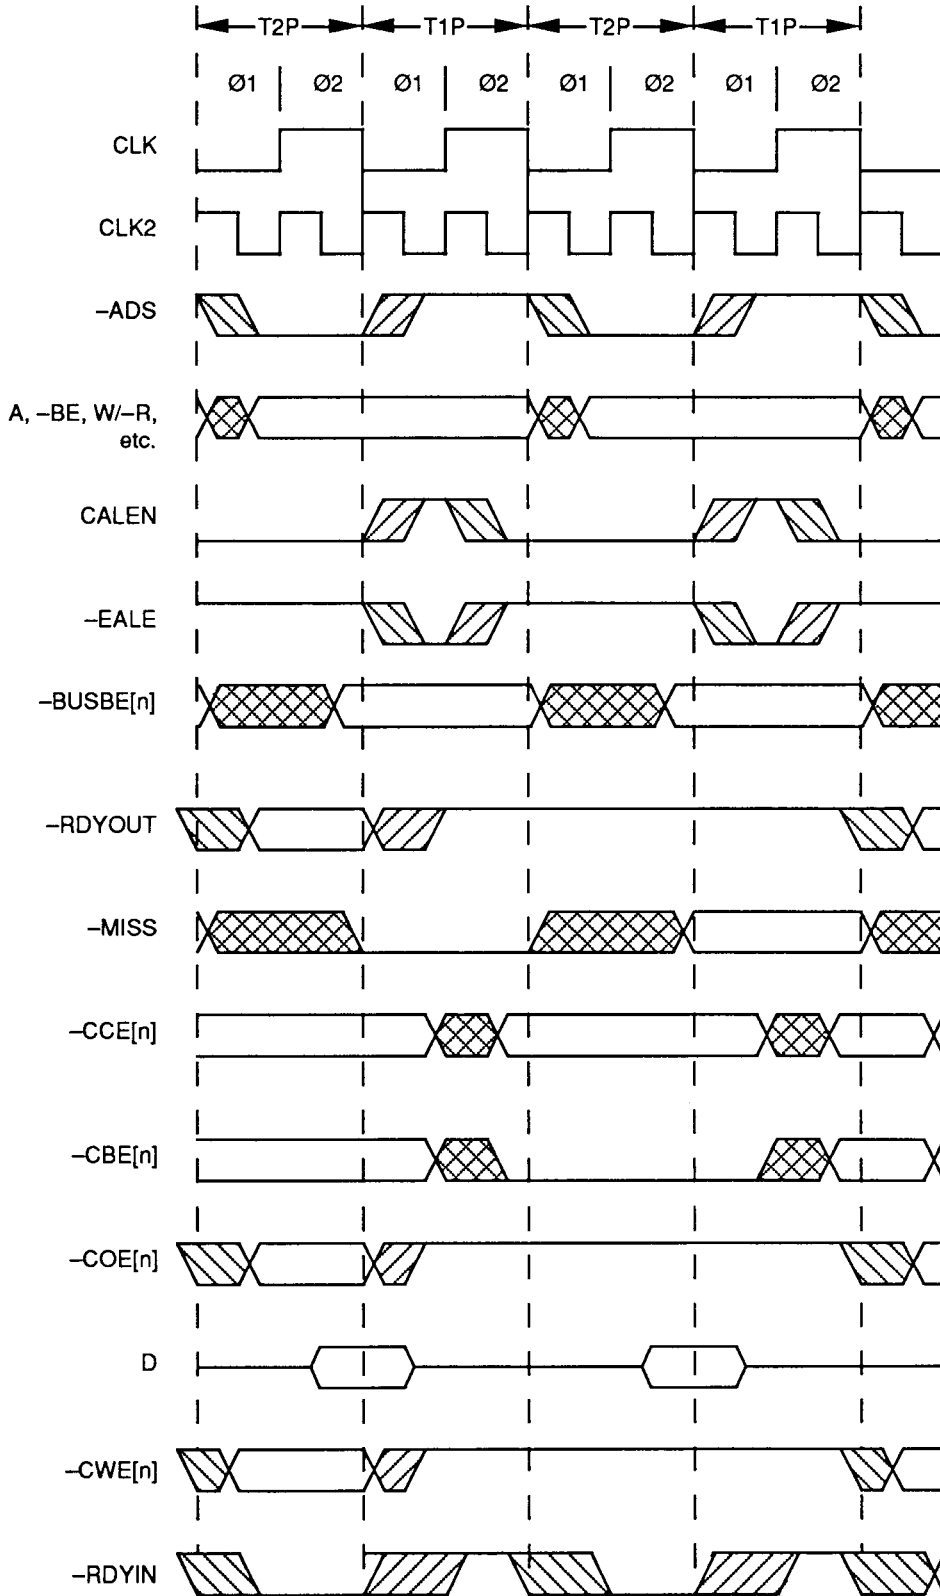 T2P T1P T2P T1P
Ø1 Ø2 Ø1 Ø2 Ø1 Ø2 Ø1 Ø2
CLK
CLK2
–ADS
A, –BE, W/–R,
etc.
CALEN
–EALE
–BUSBE[n]
–RDYOUT
–MISS
–CCE[n]
–CBE[n]
–COE[n]
D
–CWE[n]
–RDYIN